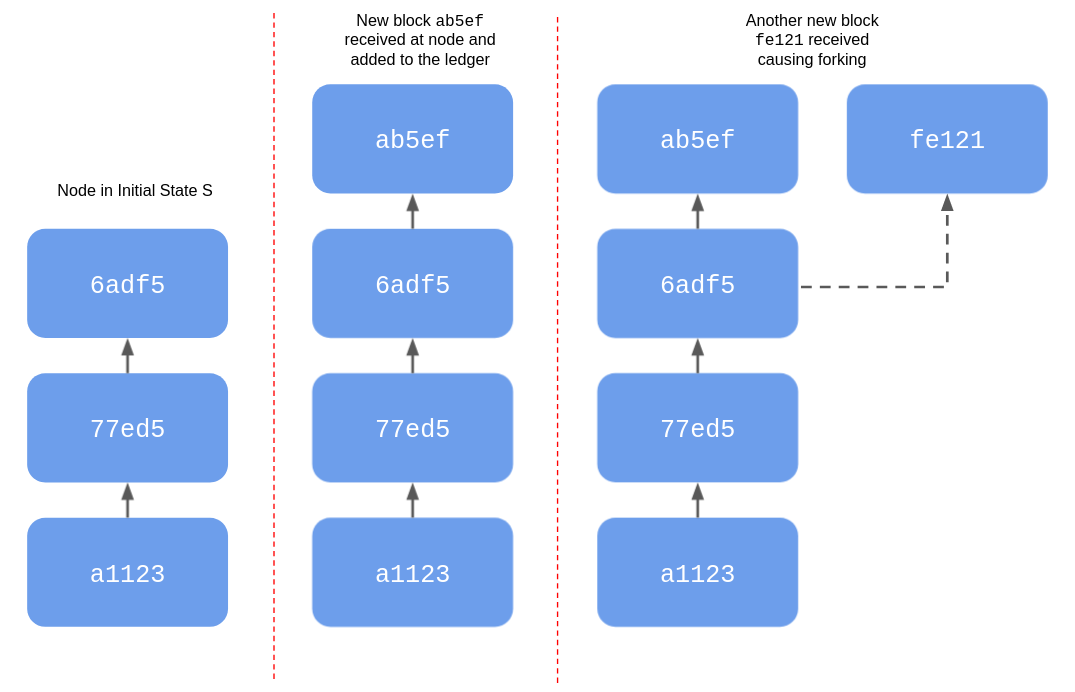 Node in Initial State S
6adf5
77ed5
a1123
New block ab5ef
received at node and
added to the ledger
ab5ef
6adf5
77ed5
a1123
Another new block
fe121 received
causing forking
ab5ef
fe121
6adf5
77ed5
a1123